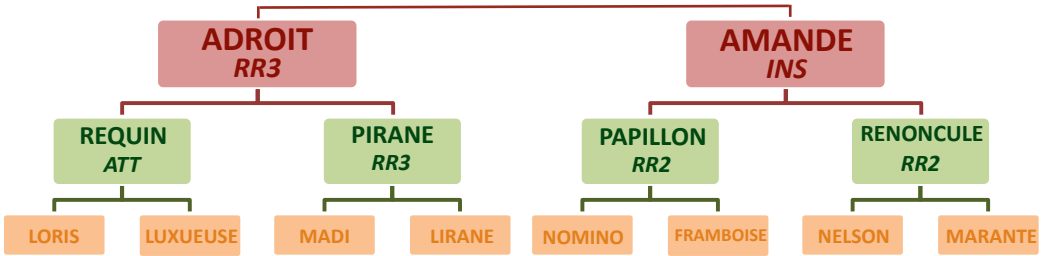 ADROIT
RR3
AMANDE
INS
REQUIN
ATT
PIRANE
RR3
PAPILLON
RR2
RENONCULE
RR2
LORIS
LUXUEUSE
MADI
LIRANE
NOMINO
FRAMBOISE
NELSON
MARANTE